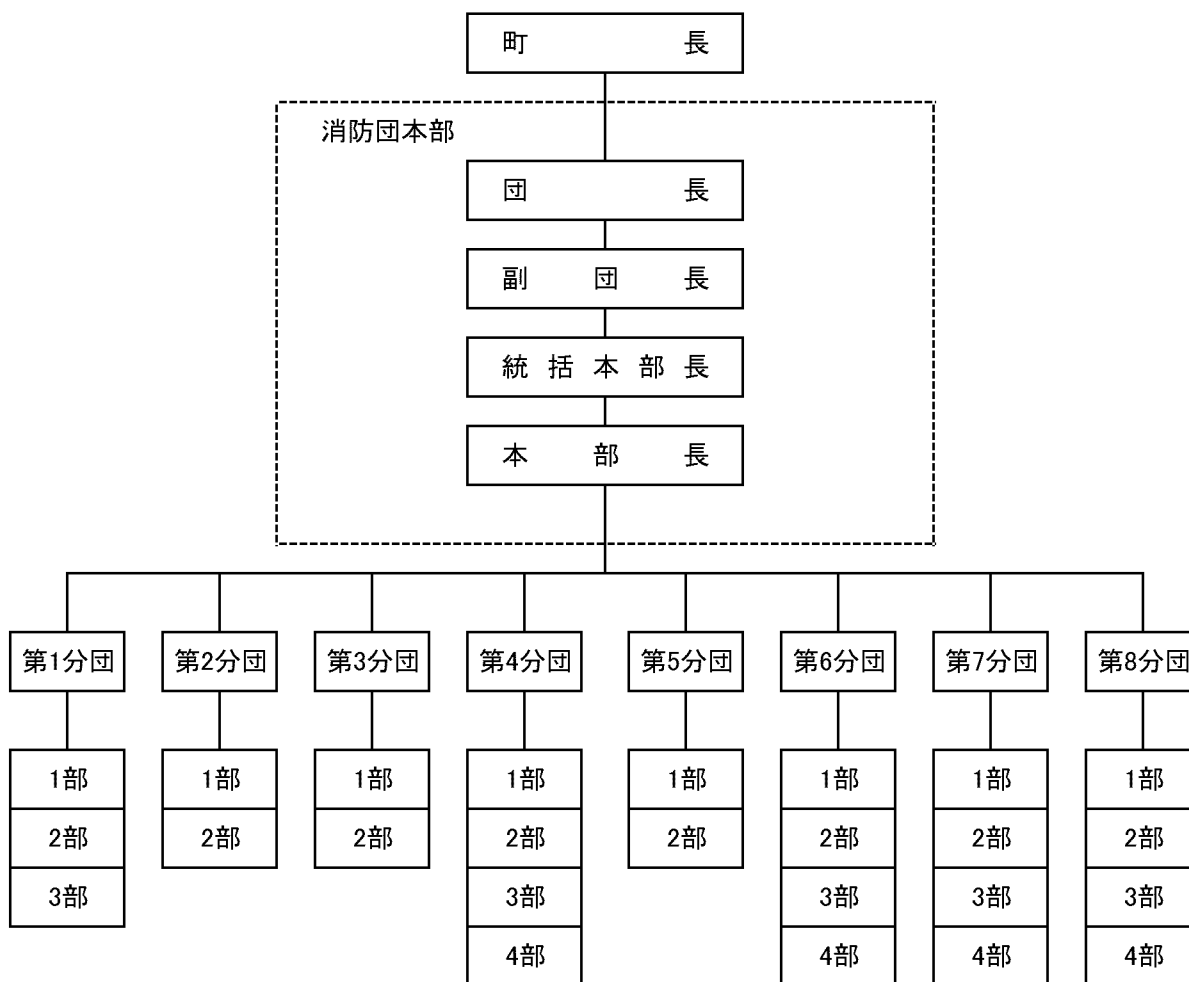 町長
消防団本部
団長
副団長
統括本部長
本部長
第1分団 第2分団 第3分団 第4分団 第5分団 第6分団 第7分団 第8分団
1部 1部 1部 1部 1部 1部 1部 1部
2部 2部 2部 2部 2部 2部 2部 2部
3部 3部 3部 3部 3部
4部 4部 4部 4部